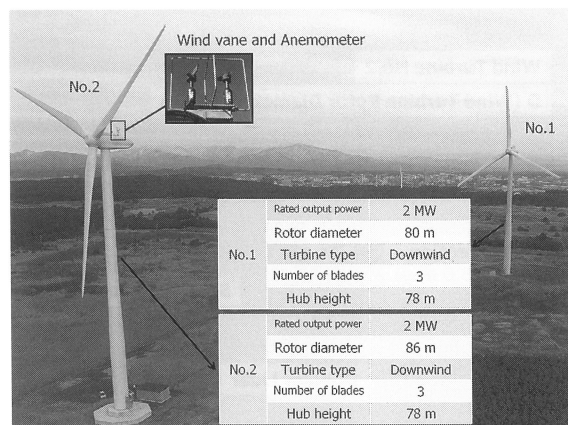 Wind vane and Anemometer
No.2
No.1
No.1
Rated output power 2 MW
Rotor diameter 80 m
Turbine type Downwind
Number of blades 3
Hub height 78 m
No.2
Rated output power 2 MW
Rotor diameter 86 m
Turbine type Downwind
Number of blades 3
Hub height 78 m